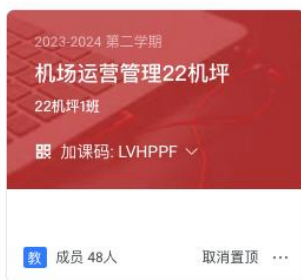 2023-2024 第二学期
机场运营管理22机坪
22机坪1班
加课码: LVHPPF
教 成员 48人 取消置顶 ···